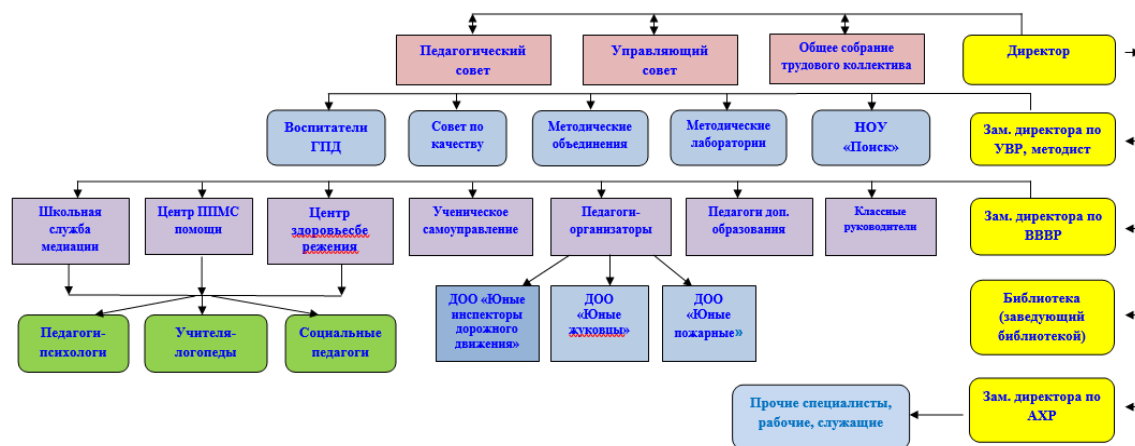 Педагогический
совет
Управляющий
совет
Общее собрание
трудового коллектива
Директор
Воспитатели
ГПД
Совет по
качеству
Методические
объединения
Методические
лаборатории
НОУ
«Поиск»
Зам. директора по
УВР, методист
Школьная
служба
медиации
Центр ППМС
помощи
Центр
здоровьесбе
режения
Ученическое
самоуправление
Педагоги-
организаторы
Педагоги доп.
образования
Классные
руководители
Зам. директора по
ВВВР
ДОО «Юные
инспекторы
дорожного
движения»
ДОО
«Юные
жуковцы»
ДОО
«Юные
пожарные»
Библиотека
(заведующий
библиотекой)
Педагоги-
психологи
Учителя-
логопеды
Социальные
педагоги
Прочие специалисты,
рабочие, служащие
Зам. директора по
АХР